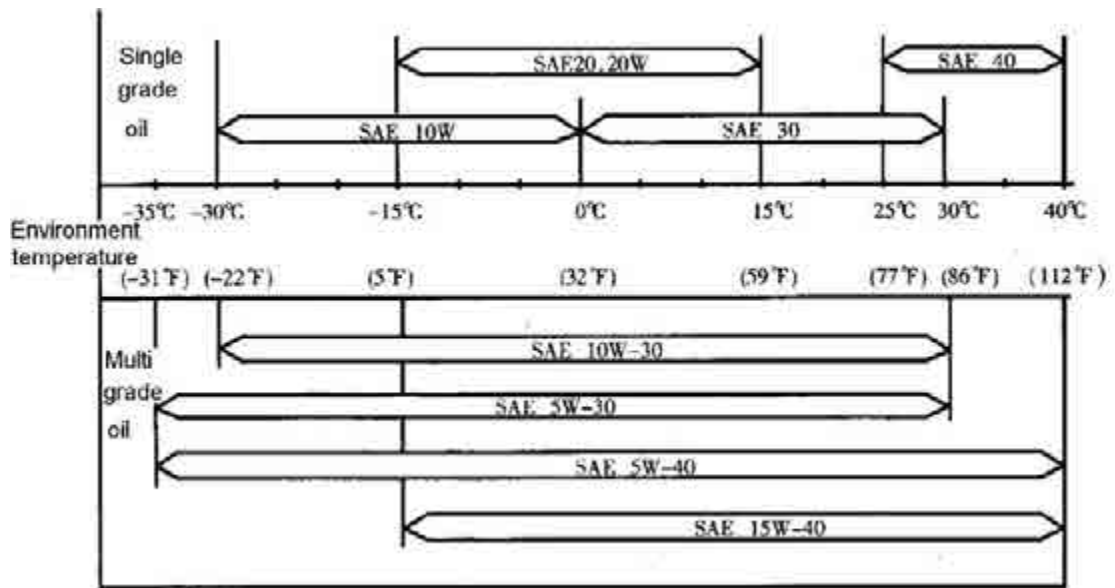 Single
grade
oil
SAE20,20W
SAE 40
SAE 10W
SAE 30
-35℃ -30℃ -15℃ 0℃ 15℃ 25℃ 30℃ 40℃
Environment
temperature
(-31℉) (-22℉) (5℉) (32℉) (59℉) (77℉) (86℉) (112℉)
Multi
grade
oil
SAE 10W-30
SAE 5W-30
SAE 5W-40
SAE 15W-40